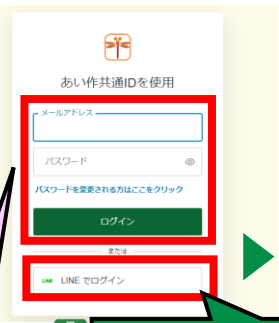 あい作共通IDを使用
メールアドレス
パスワード
パスワードを変更される方はここをクリック
ログイン
または
LINE LINE でログイン